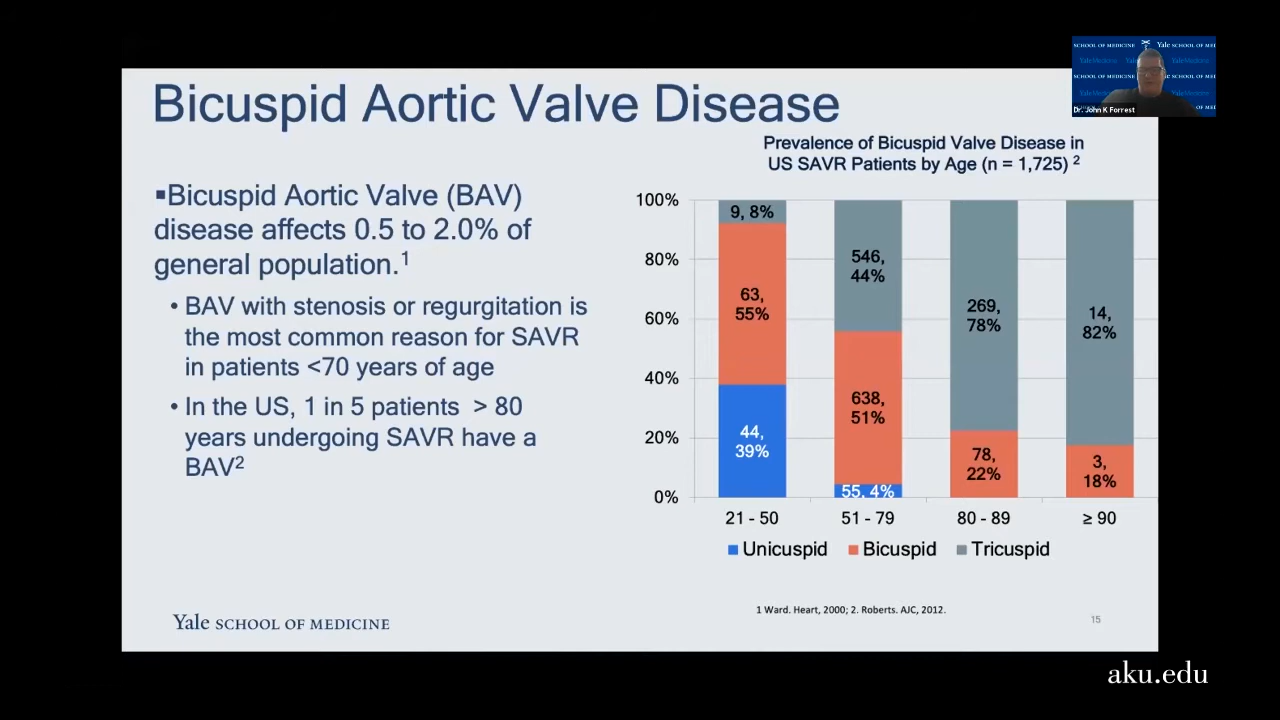 Bicuspid Aortic Valve Disease
▪Bicuspid Aortic Valve (BAV)
disease affects 0.5 to 2.0% of
general population.1
• BAV with stenosis or regurgitation is
the most common reason for SAVR
in patients <70 years of age
• In the US, 1 in 5 patients > 80
years undergoing SAVR have a
BAV2
Prevalence of Bicuspid Valve Disease in
US SAVR Patients by Age (n = 1,725) 2
100%
80%
60%
40%
20%
0%
9, 8%
63,
55%
44,
39%
546,
44%
638,
51%
55, 4%
269,
78%
78,
22%
14,
82%
3,
18%
21 - 50
51 - 79
80 - 89
≥ 90
Unicuspid
Bicuspid
Tricuspid
1 Ward. Heart, 2000; 2. Roberts. AJC, 2012.
15
Yale SCHOOL OF MEDICINE
Dr. John K Forrest
aku.edu